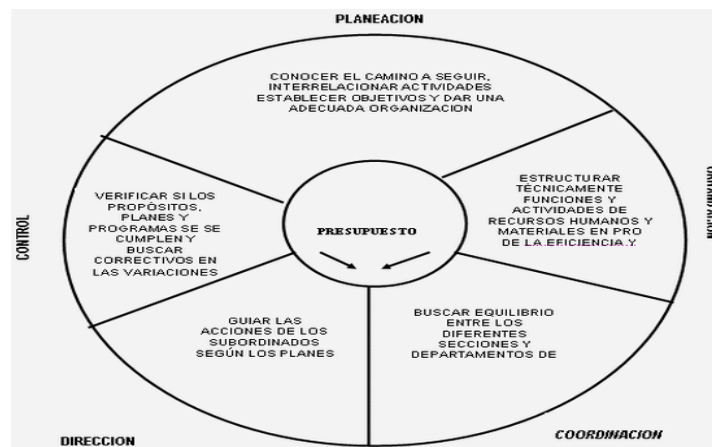 PLANEACION
CONOCER EL CAMINO A SEGUIR,
INTERRELACIONAR ACTIVIDADES
ESTABLECER OBJETIVOS Y DAR UNA
ADECUADA ORGANIZACION
ESTRUCTURAR
TÉCNICAMENTE
FUNCIONES Y
ACTIVIDADES DE
RECURSOS HUMANOS Y
MATERIALES EN PRO
DE LA EFICIENCIA Y
BUSCAR EQUILIBRIO
ENTRE LOS
DIFERENTES
SECCIONES Y
DEPARTAMENTOS DE
COORDINACION
GUIAR LAS
ACCIONES DE LOS
SUBORDINADOS
SEGÚN LOS PLANES
DIRECCION
CONTROL
VERIFICAR SI LOS
PROPÓSITOS,
PLANES Y
PROGRAMAS SE SE
CUMPLEN Y
BUSCAR
CORRECTIVOS EN
LAS VARIACIONES
PRESUPUESTO